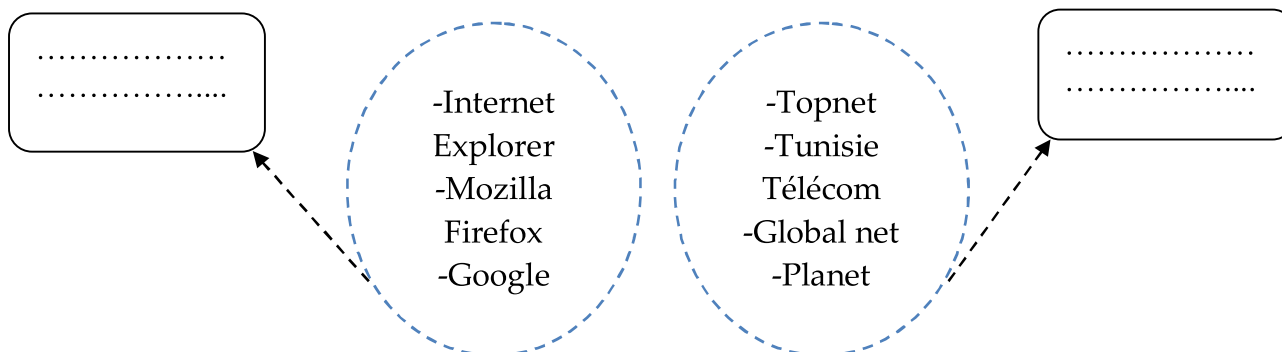 ………………
……………....
-Internet
Explorer
-Mozilla
Firefox
-Google
-Topnet
-Tunisie
Télécom
-Global net
-Planet
………………
……………....